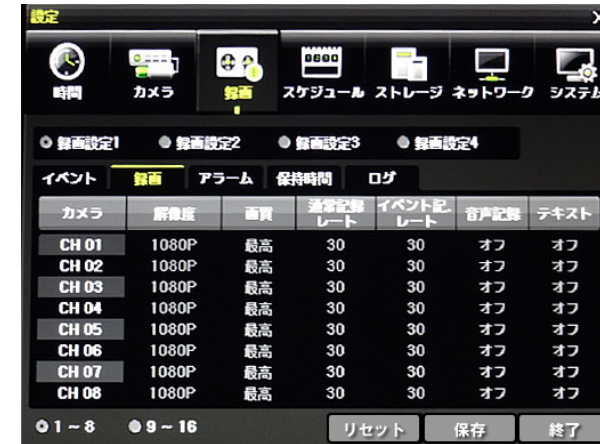 設定 X
時間 カメラ 録画 スケジュール ストレージ ネットワーク システム
録画設定1 録画設定2 録画設定3 録画設定4
イベント 録画 アラーム 保持時間 ログ
カメラ 解像度 画質 通常記録レート イベント記.レート 音声記録 テキスト
CH 01 1080P 最高 30 30 オフ オフ
CH 02 1080P 最高 30 30 オフ オフ
CH 03 1080P 最高 30 30 オフ オフ
CH 04 1080P 最高 30 30 オフ オフ
CH 05 1080P 最高 30 30 オフ オフ
CH 06 1080P 最高 30 30 オフ オフ
CH 07 1080P 最高 30 30 オフ オフ
CH 08 1080P 最高 30 30 オフ オフ
1 ~ 8 9 ~ 16 リセット 保存 終了